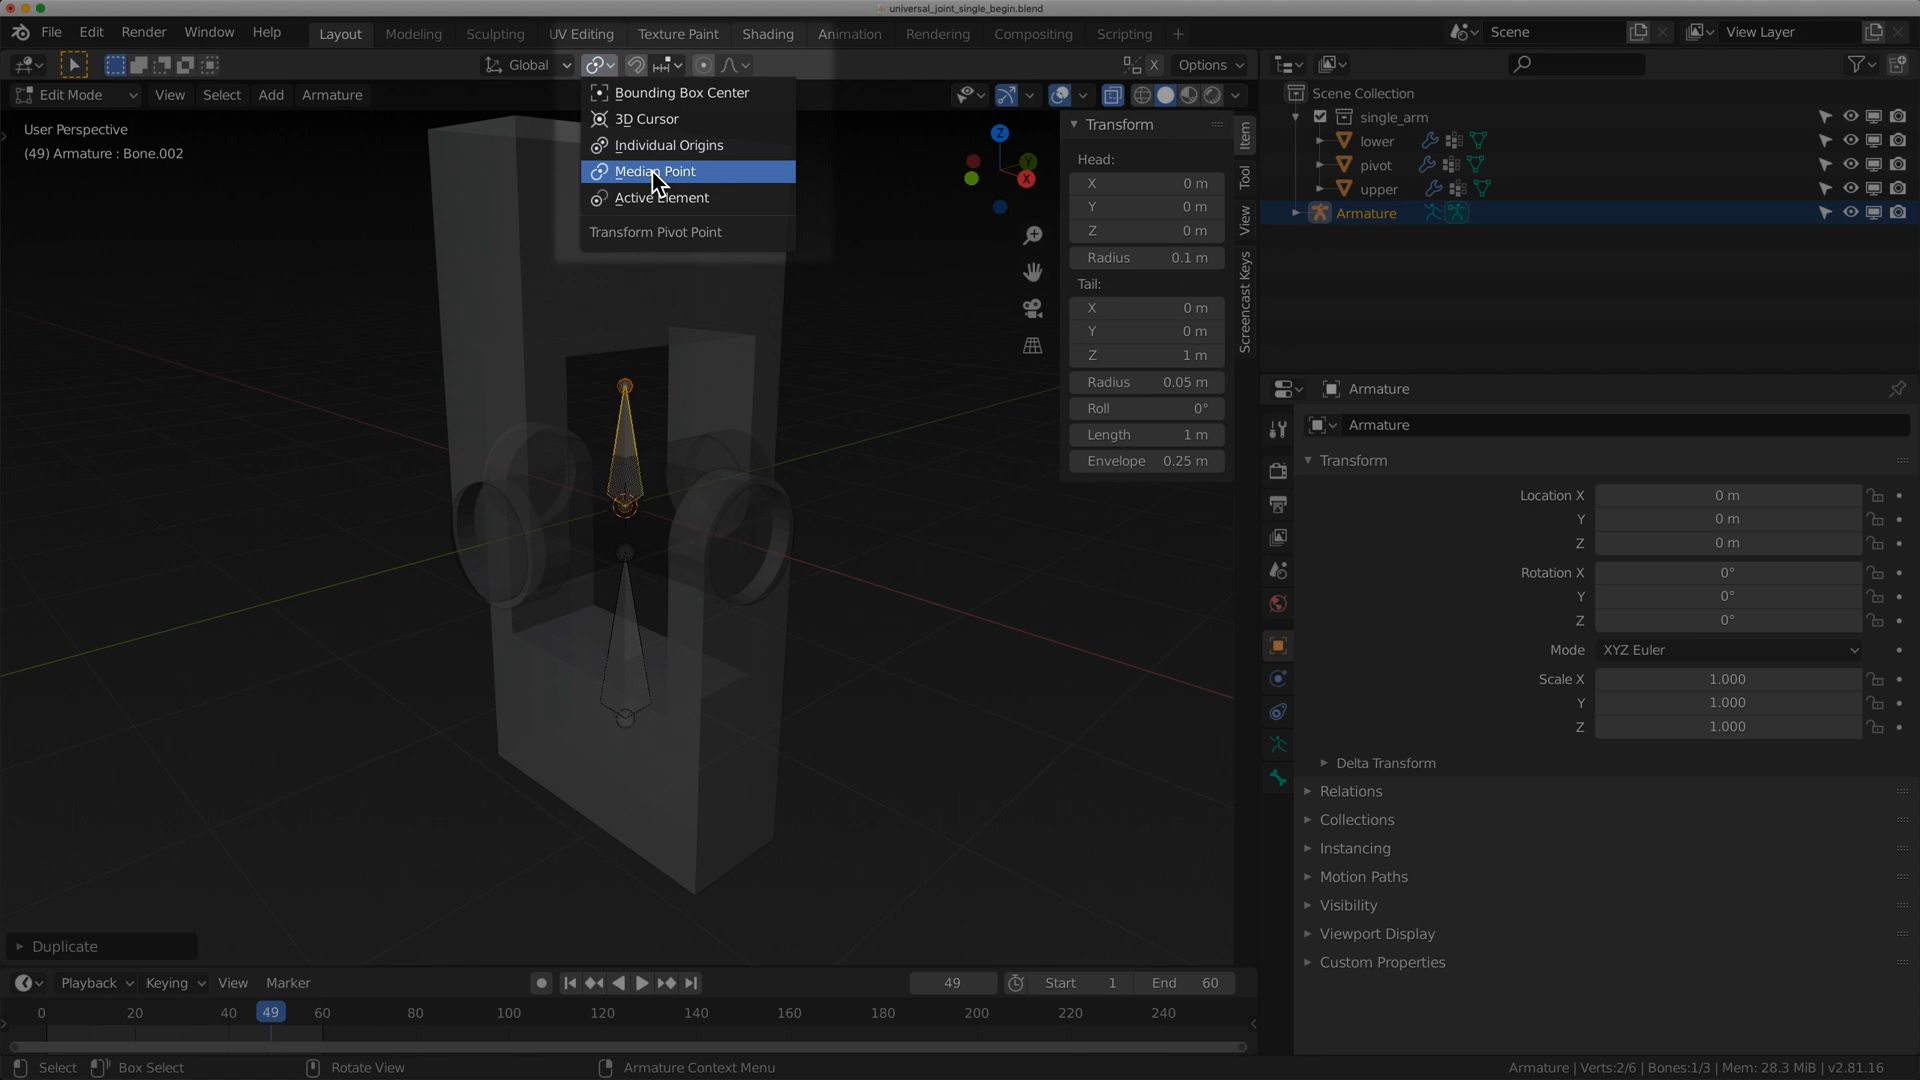 universal_joint_single_begin.blend
File Edit Render Window Help Layout Modeling Sculpting UV Editing Texture Paint Shading Animation Rendering Compositing Scripting + Scene View Layer
Global X Options
Edit Mode View Select Add Armature
User Perspective
(49) Armature : Bone.002
Bounding Box Center
3D Cursor
Individual Origins
Median Point
Active Element
Transform Pivot Point
Z
Y
X
Transform
Head:
X 0 m
Y 0 m
Z 0 m
Radius 0.1 m
Tail:
X 0 m
Y 0 m
Z 1 m
Radius 0.05 m
Roll 0°
Length 1 m
Envelope 0.25 m
Item
Tool
View
Screencast Keys
Scene Collection
single_arm
lower
pivot
upper
Armature
Armature
Armature
Transform
Location X 0 m
Y 0 m
Z 0 m
Rotation X 0°
Y 0°
Z 0°
Mode XYZ Euler
Scale X 1.000
Y 1.000
Z 1.000
Delta Transform
Relations
Collections
Instancing
Motion Paths
Visibility
Viewport Display
Custom Properties
Duplicate
Playback Keying View Marker 49 Start 1 End 60
0 20 40 49 60 80 100 120 140 160 180 200 220 240
Select Box Select Rotate View Armature Context Menu Armature | Verts:2/6 | Bones:1/3 | Mem: 28.3 MiB | v2.81.16